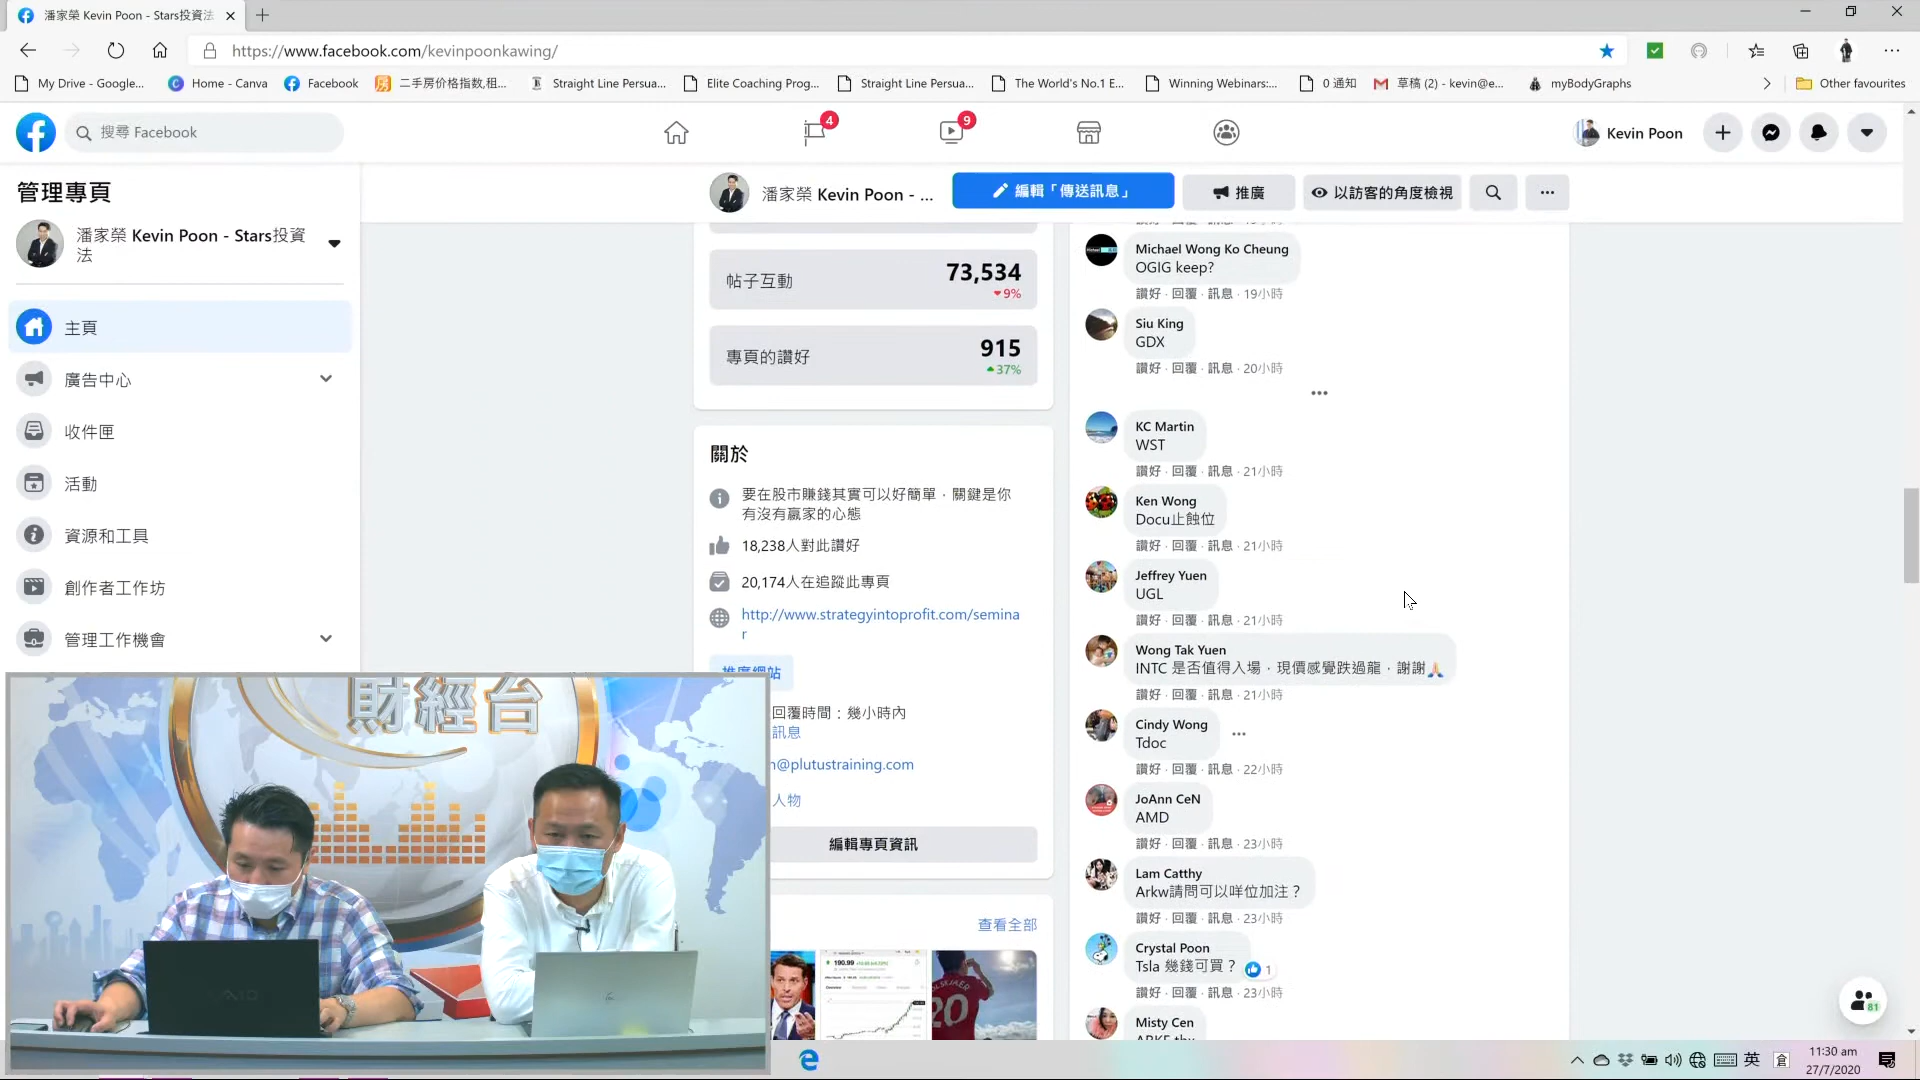 潘家榮 Kevin Poon - Stars投資法
https://www.facebook.com/kevinpoonkawing/
My Drive - Google...
Home - Canva
Facebook
二手房价格指数,租...
Straight Line Persua...
Elite Coaching Prog...
Straight Line Persua...
The World's No.1 E...
Winning Webinars:...
0 通知
草稿 (2) - kevin@e...
myBodyGraphs
Other favourites
搜尋 Facebook
4
9
Kevin Poon
管理專頁
潘家榮 Kevin Poon - Stars投資
法
主頁
廣告中心
收件匣
活動
資源和工具
創作者工作坊
管理工作機會
潘家榮 Kevin Poon - ...
編輯「傳送訊息」
推廣
以訪客的角度檢視
帖子互動
73,534
9%
專頁的讚好
915
37%
關於
要在股市賺錢其實可以好簡單，關鍵是你
有沒有贏家的心態
18,238人對此讚好
20,174人在追蹤此專頁
http://www.strategyintoprofit.com/semina
r
回覆時間：幾小時內
訊息
@plutustraining.com
人物
編輯專頁資訊
查看全部
190.99
20
Michael Wong Ko Cheung
OGIG keep?
讚好 · 回覆 · 訊息 · 19小時
Siu King
GDX
讚好 · 回覆 · 訊息 · 20小時
KC Martin
WST
讚好 · 回覆 · 訊息 · 21小時
Ken Wong
Docu止蝕位
讚好 · 回覆 · 訊息 · 21小時
Jeffrey Yuen
UGL
讚好 · 回覆 · 訊息 · 21小時
Wong Tak Yuen
INTC 是否值得入場，現價感覺跌過龍，謝謝🙏
讚好 · 回覆 · 訊息 · 21小時
Cindy Wong
Tdoc
讚好 · 回覆 · 訊息 · 22小時
JoAnn CeN
AMD
讚好 · 回覆 · 訊息 · 23小時
Lam Catthy
Arkw請問可以咩位加注？
讚好 · 回覆 · 訊息 · 23小時
Crystal Poon
Tsla 幾錢可買？
1
讚好 · 回覆 · 訊息 · 23小時
Misty Cen
81
財經台
VAIO
英
倉
11:30 am
27/7/2020